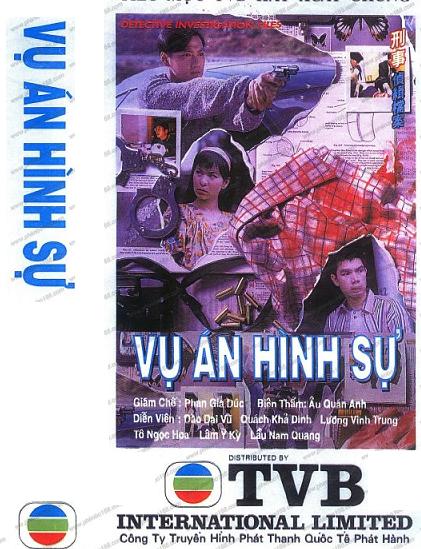 VỤ ÁN HÌNH SỰ
DETECTIVE INVESTIGATION FILES
刑事
偵緝檔案
VỤ ÁN HÌNH SỰ
Giám Chế : Phan Gia Đức Biên Thẩm: Âu Quán Anh
Diễn Viên : Đào Đại Vũ Quách Khả Dinh Lương Vinh Trung
Tô Ngọc Hoa Lâm Ý Kỳ Lẩu Nam Quang
DISTRIBUTED BY
TVB
INTERNATIONAL LIMITED
Công Ty Truyền Hình Phát Thanh Quốc Tế Phát Hành